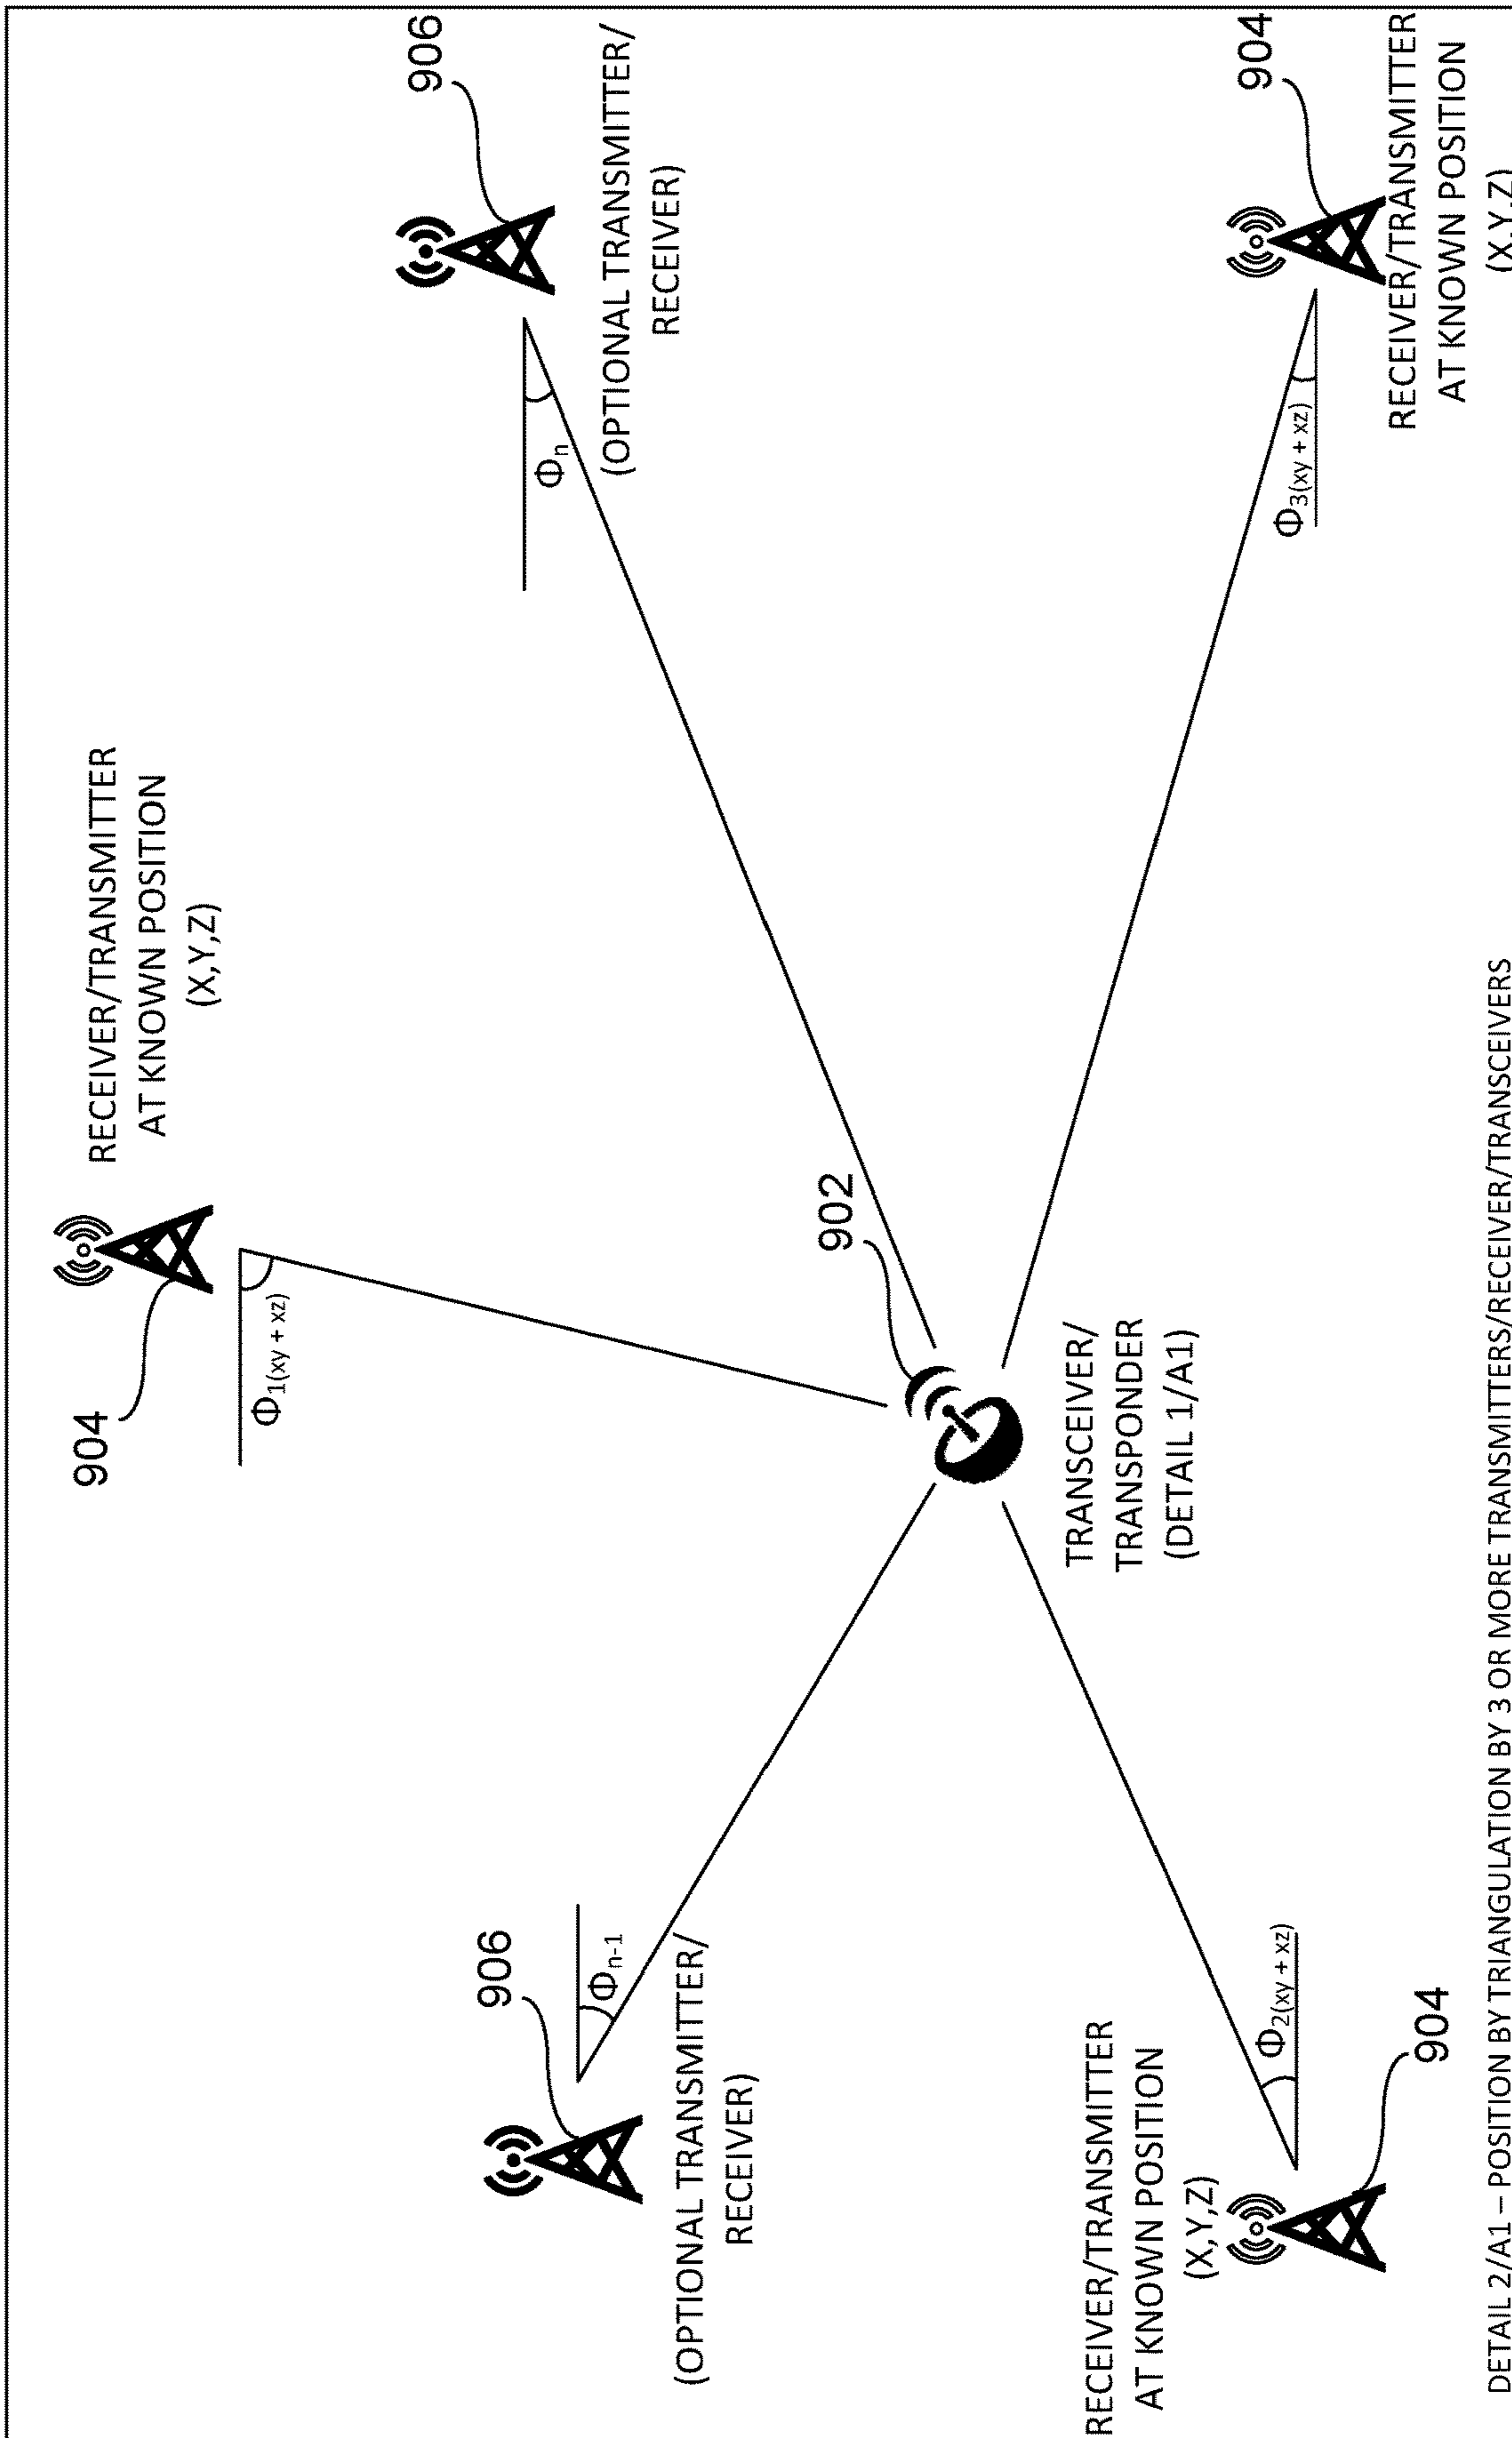 904
RECEIVER/TRANSMITTER
AT KNOWN POSITION
(X,Y,Z)
Φ1(xy + xz)
906
(OPTIONAL TRANSMITTER/
RECEIVER)
Φn
906
Φn-1
(OPTIONAL TRANSMITTER/
RECEIVER)
902
TRANSCEIVER/
TRANSPONDER
(DETAIL 1/A1)
RECEIVER/TRANSMITTER
AT KNOWN POSITION
(X,Y,Z)
Φ2(xy + xz)
904
904
Φ3(xy + xz)
RECEIVER/TRANSMITTER
AT KNOWN POSITION
(X,Y,Z)
DETAIL 2/A1 – POSITION BY TRIANGULATION BY 3 OR MORE TRANSMITTERS/RECEIVER/TRANSCEIVERS